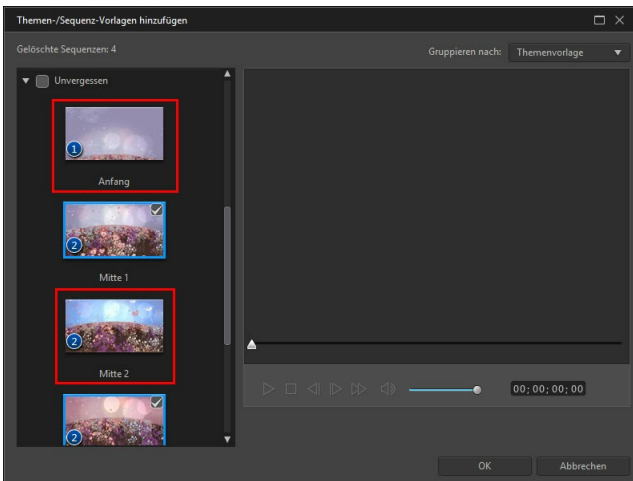 Themen-/Sequenz-Vorlagen hinzufügen
Gelöschte Sequenzen: 4
Gruppieren nach: Themenvorlage
Unvergessen
1
Anfang
2
Mitte 1
2
Mitte 2
2
00;00;00;00
OK Abbrechen